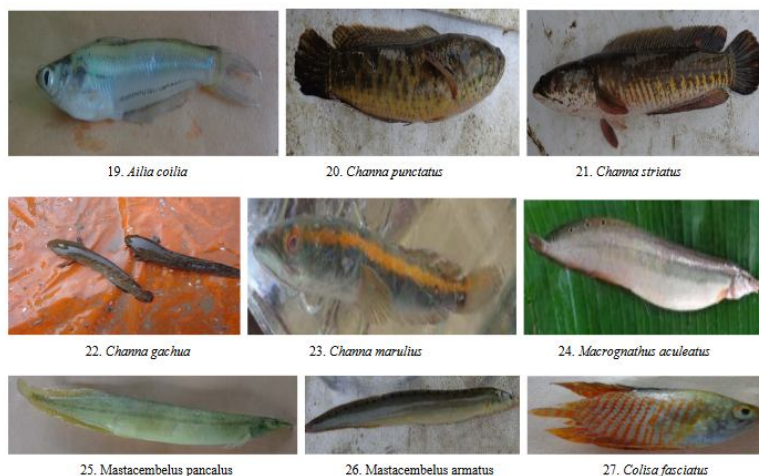 19. Ailia coilia
20. Channa punctatus
21. Channa striatus
22. Channa gachua
23. Channa marulius
24. Macrognathus aculeatus
25. Mastacembelus pancalus
26. Mastacembelus armatus
27. Colisa fasciatus